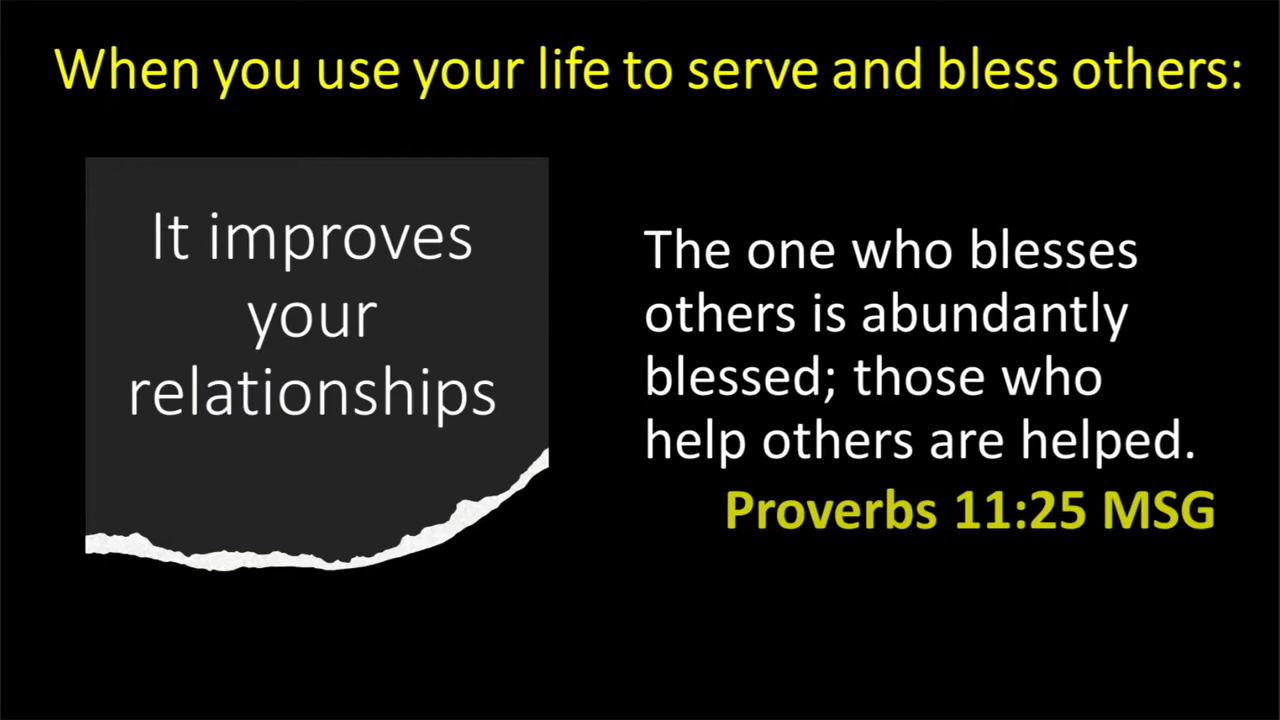 When you use your life to serve and bless others:
It improves
your
relationships
The one who blesses
others is abundantly
blessed; those who
help others are helped.
Proverbs 11:25 MSG